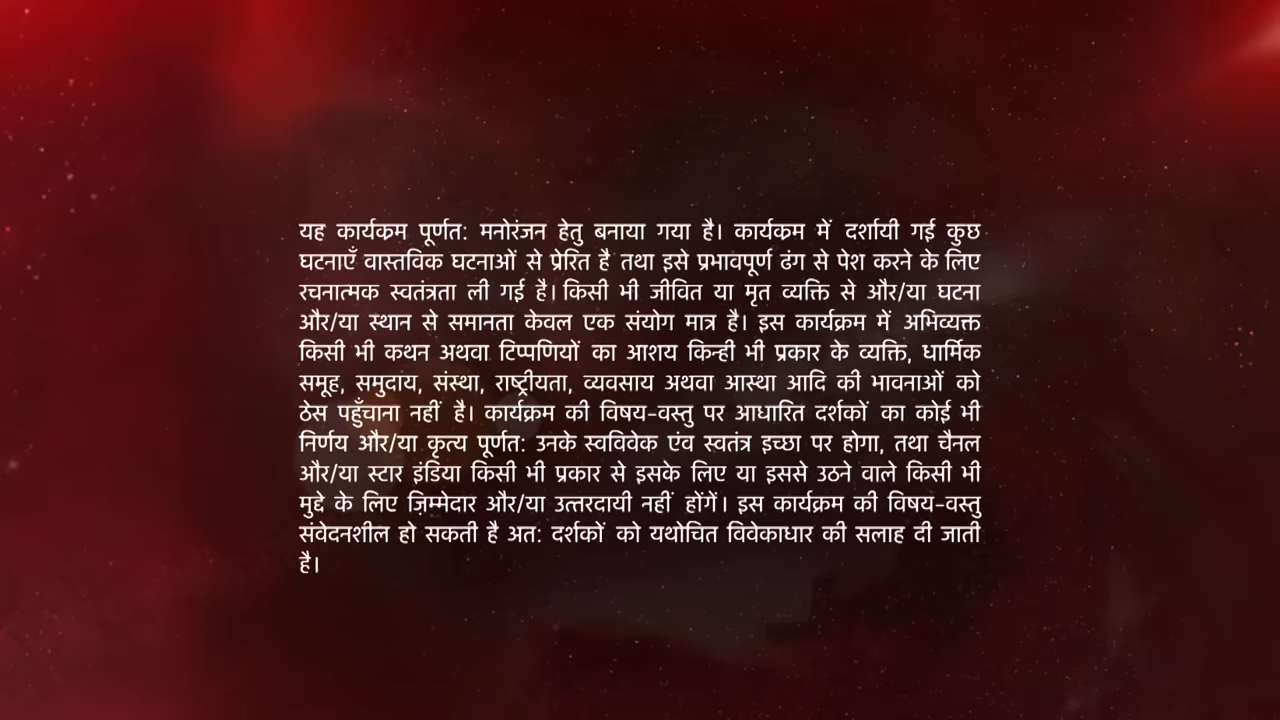 यह कार्यक्रम पूर्णत: मनोरंजन हेतु बनाया गया है। कार्यक्रम में दर्शायी गई कुछ
घटनाएँ वास्तविक घटनाओं से प्रेरित है तथा इसे प्रभावपूर्ण ढंग से पेश करने के लिए
रचनात्मक स्वतंत्रता ली गई है। किसी भी जीवित या मृत व्यक्ति से और/या घटना
और/या स्थान से समानता केवल एक संयोग मात्र है। इस कार्यक्रम में अभिव्यक्त
किसी भी कथन अथवा टिप्पणियों का आशय किन्ही भी प्रकार के व्यक्ति, धार्मिक
समूह, समुदाय, संस्था, राष्ट्रीयता, व्यवसाय अथवा आस्था आदि की भावनाओं को
ठेस पहुँचाना नहीं है। कार्यक्रम की विषय-वस्तु पर आधारित दर्शकों का कोई भी
निर्णय और/या कृत्य पूर्णत: उनके स्वविवेक एंव स्वतंत्र इच्छा पर होगा, तथा चैनल
और/या स्टार इंडिया किसी भी प्रकार से इसके लिए या इससे उठने वाले किसी भी
मुद्दे के लिए ज़िम्मेदार और/या उत्तरदायी नहीं होंगें। इस कार्यक्रम की विषय-वस्तु
संवेदनशील हो सकती है अत: दर्शकों को यथोचित विवेकाधार की सलाह दी जाती
है।